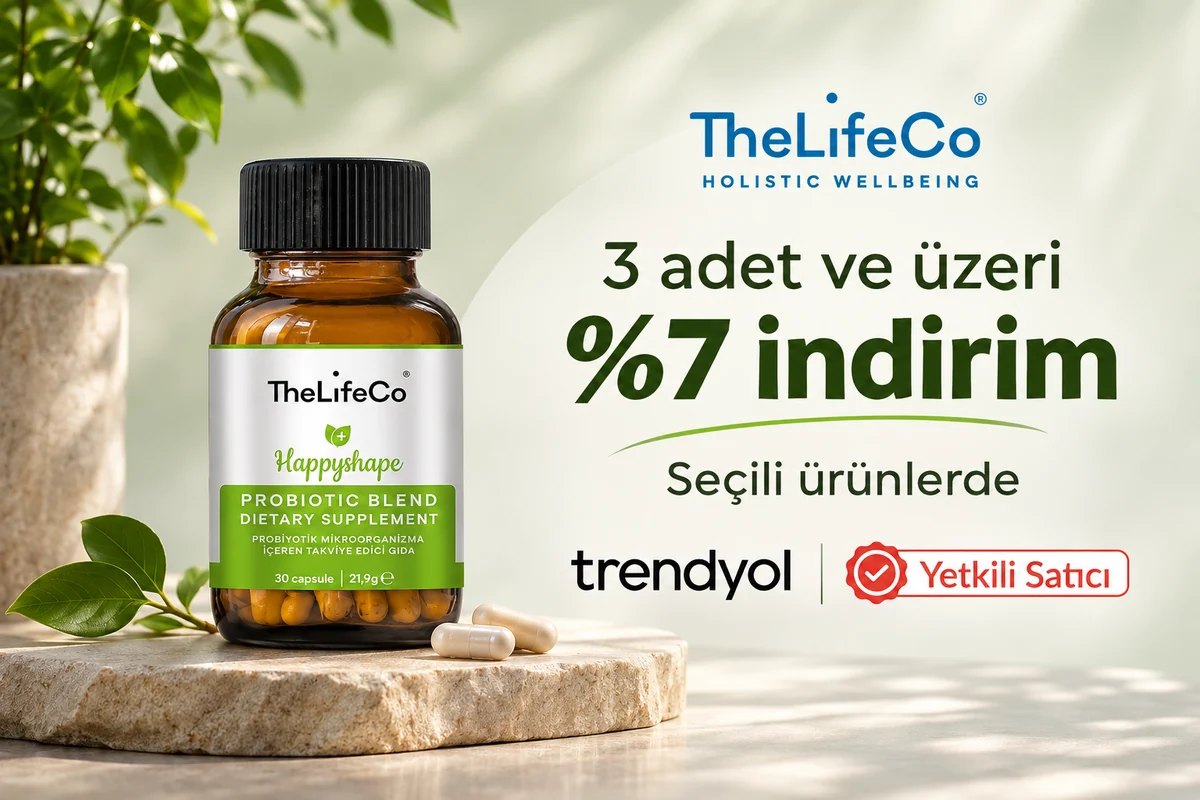 TheLifeCo®
HOLISTIC WELLBEING
3 adet ve üzeri
%7 indirim
Seçili ürünlerde
trendyol
Yetkili Satıcı
TheLifeCo®
Happyshape
PROBIOTIC BLEND
DIETARY SUPPLEMENT
PROBİYOTİK MİKROORGANİZMA
İÇEREN TAKVİYE EDİCİ GIDA
30 capsule | 21,9g ℮